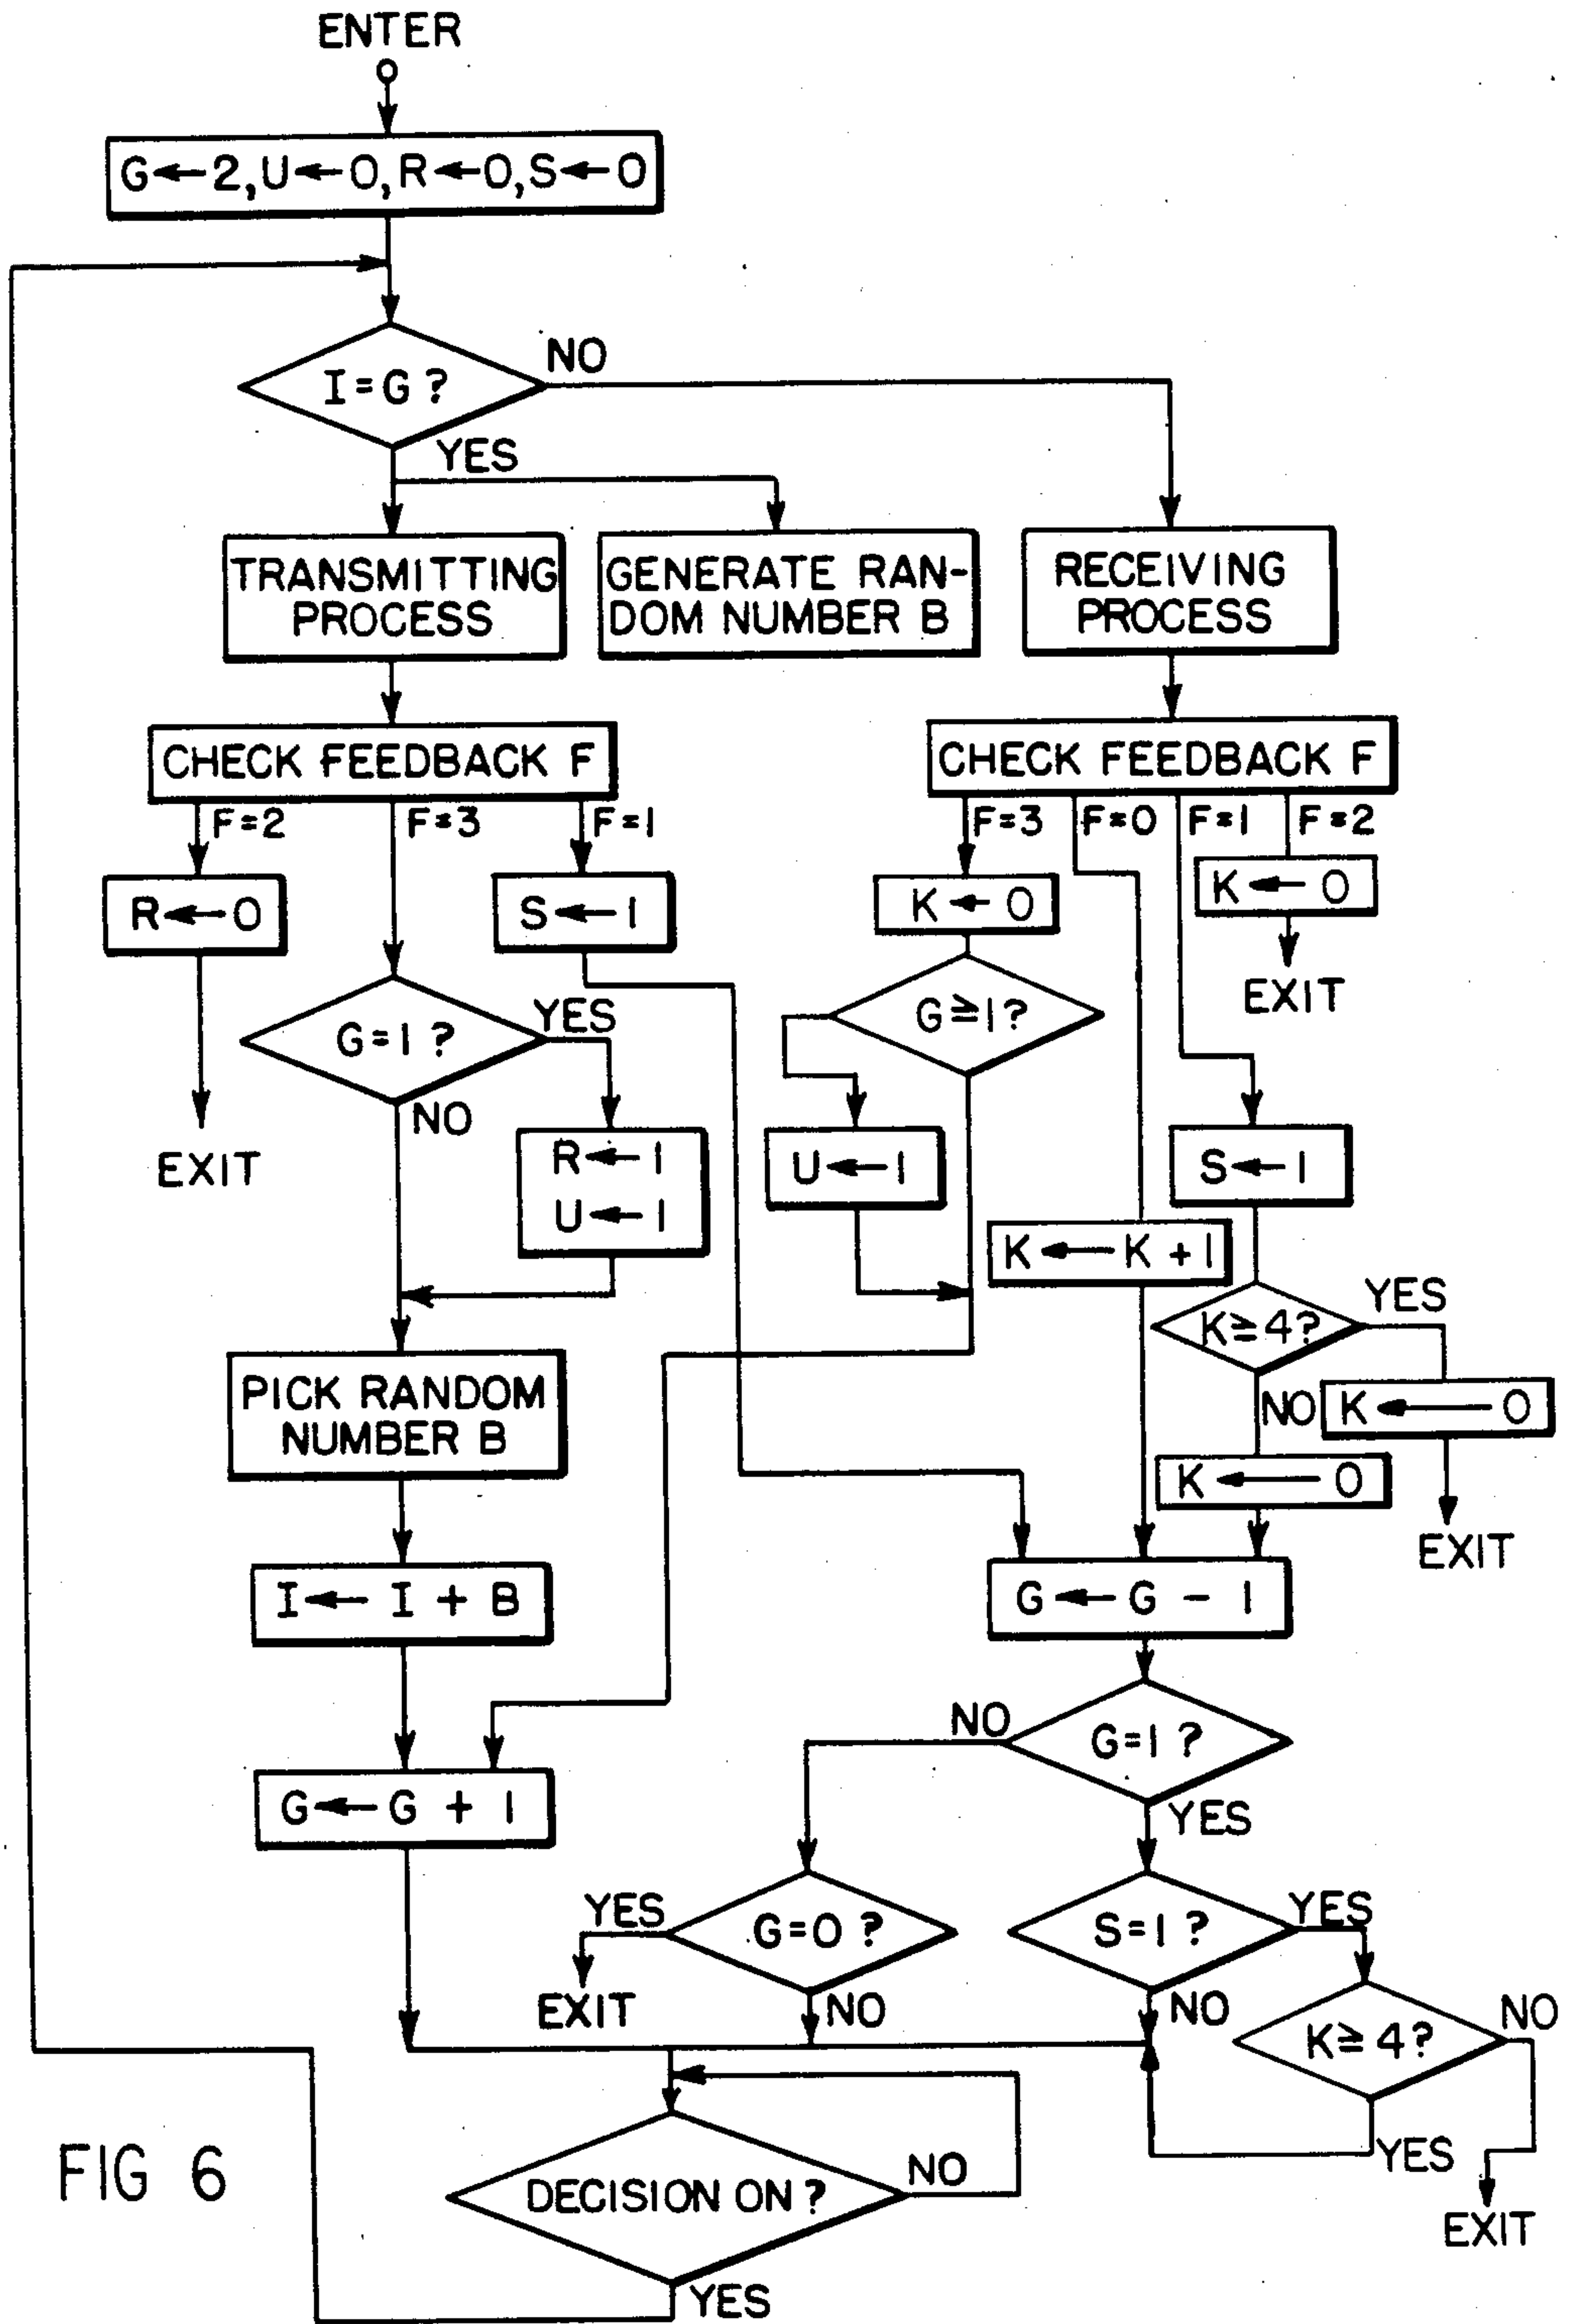 ENTER
G←2,U←0,R←0,S←0
I=G?
NO
YES
TRANSMITTING
PROCESS
GENERATE RAN-
DOM NUMBER B
RECEIVING
PROCESS
CHECK FEEDBACK F
F=2
F=3
F=1
CHECK FEEDBACK F
F=3
F=0
F=1
F=2
R←0
S←1
K←0
K←0
EXIT
G=1?
YES
NO
G≧1?
EXIT
R←1
U←1
U←1
S←1
K←K+1
K≧4?
YES
NO
K←0
K←0
EXIT
PICK RANDOM
NUMBER B
I←I+B
G←G-1
G←G+1
G=1?
NO
YES
G=0?
YES
NO
EXIT
S=1?
YES
NO
K≧4?
NO
YES
EXIT
DECISION ON?
NO
YES
FIG 6